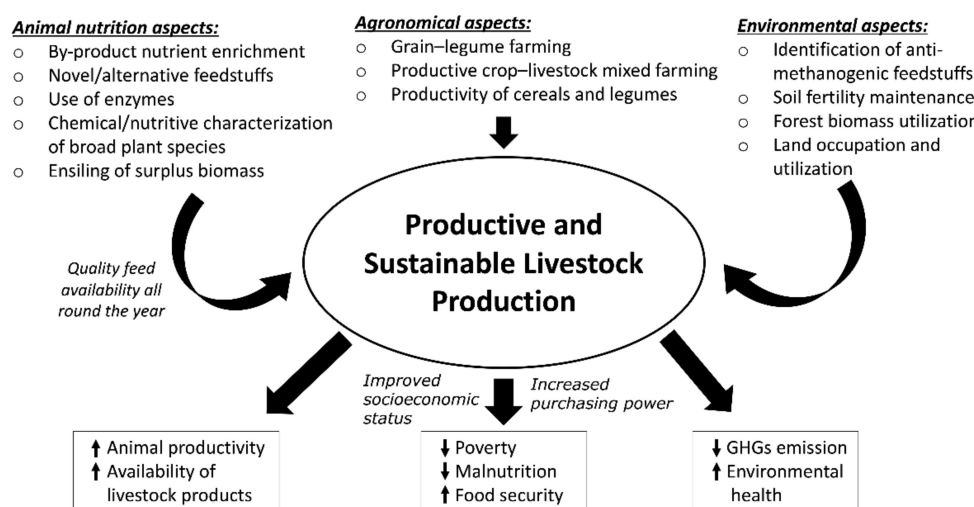 Animal nutrition aspects:
○ By-product nutrient enrichment
○ Novel/alternative feedstuffs
○ Use of enzymes
○ Chemical/nutritive characterization
of broad plant species
○ Ensiling of surplus biomass
Agronomical aspects:
○ Grain–legume farming
○ Productive crop–livestock mixed farming
○ Productivity of cereals and legumes
Environmental aspects:
○ Identification of anti-
methanogenic feedstuffs
○ Soil fertility maintenance
○ Forest biomass utilization
○ Land occupation and
utilization
Productive and
Sustainable Livestock
Production
Quality feed
availability all
round the year
Improved
socioeconomic
status
Increased
purchasing power
↑ Animal productivity
↑ Availability of
livestock products
↓ Poverty
↓ Malnutrition
↑ Food security
↓ GHGs emission
↑ Environmental
health